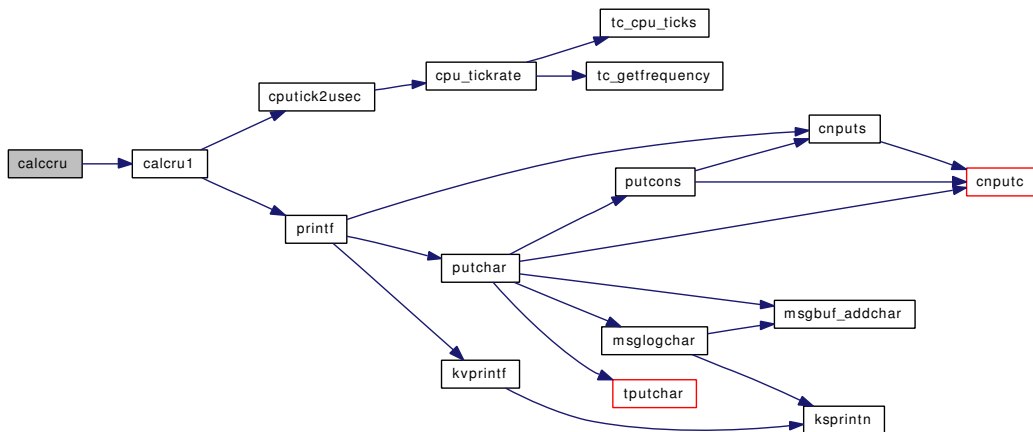 tc_cpu_ticks
cpu_tickrate
tc_getfrequency
cputick2usec
cnputs
calccru
calcru1
putcons
cnputc
printf
putchar
msgbuf_addchar
msglogchar
kvprintf
tputchar
ksprintn